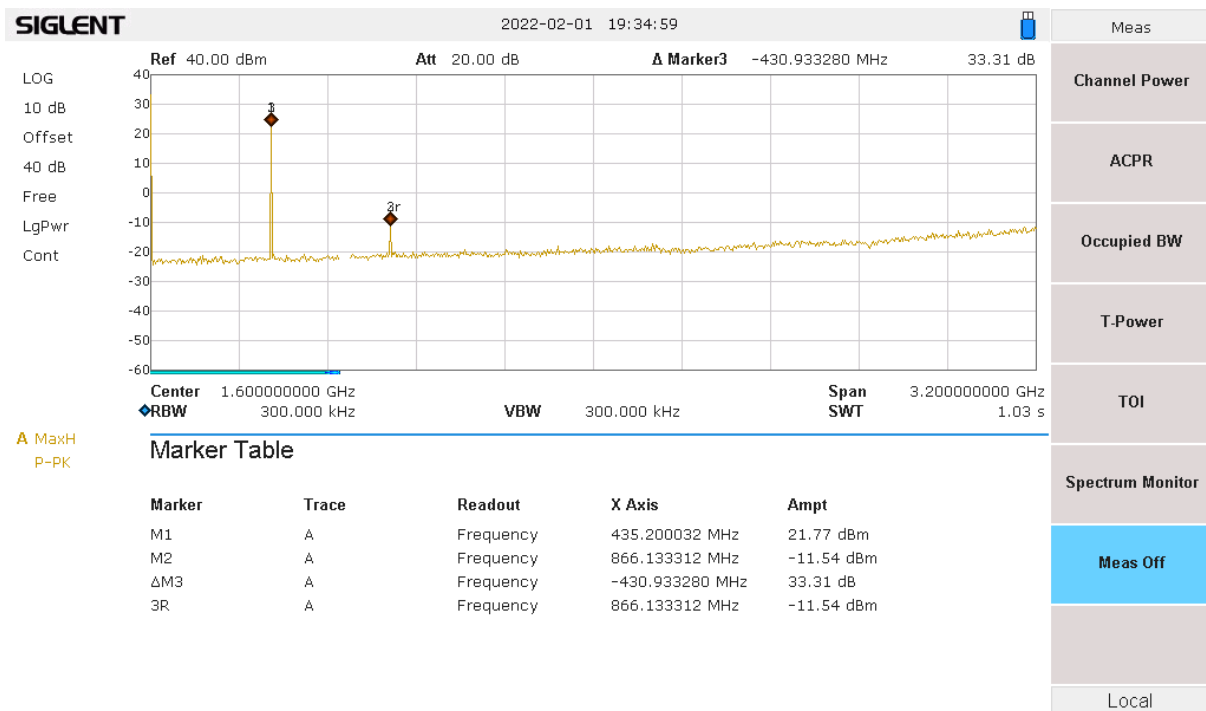 SIGLENT 2022-02-01 19:34:59 Meas
Ref 40.00 dBm Att 20.00 dB Δ Marker3 -430.933280 MHz 33.31 dB
LOG
10 dB
Offset
40 dB
Free
LgPwr
Cont
40
30
20
10
0
-10
-20
-30
-40
-50
-60
3
3r
Center 1.600000000 GHz Span 3.200000000 GHz
RBW 300.000 kHz VBW 300.000 kHz SWT 1.03 s
A MaxH
P-PK
Marker Table
Marker Trace Readout X Axis Ampt
M1 A Frequency 435.200032 MHz 21.77 dBm
M2 A Frequency 866.133312 MHz -11.54 dBm
ΔM3 A Frequency -430.933280 MHz 33.31 dB
3R A Frequency 866.133312 MHz -11.54 dBm
Channel Power
ACPR
Occupied BW
T-Power
TOI
Spectrum Monitor
Meas Off
Local